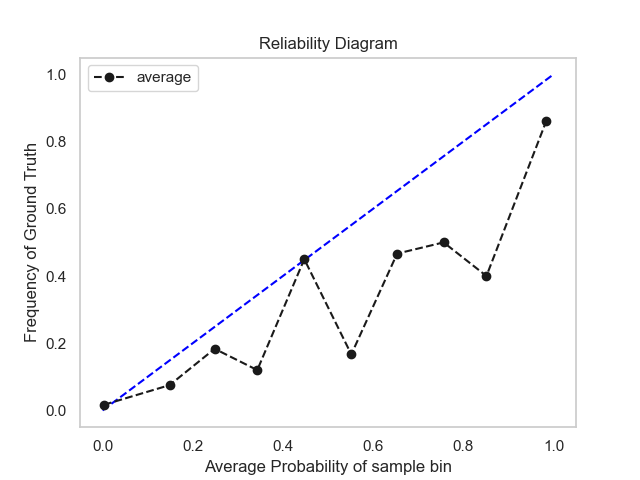 Reliability Diagram
average
Frequency of Ground Truth
1.0
0.8
0.6
0.4
0.2
0.0
0.0 0.2 0.4 0.6 0.8 1.0
Average Probability of sample bin